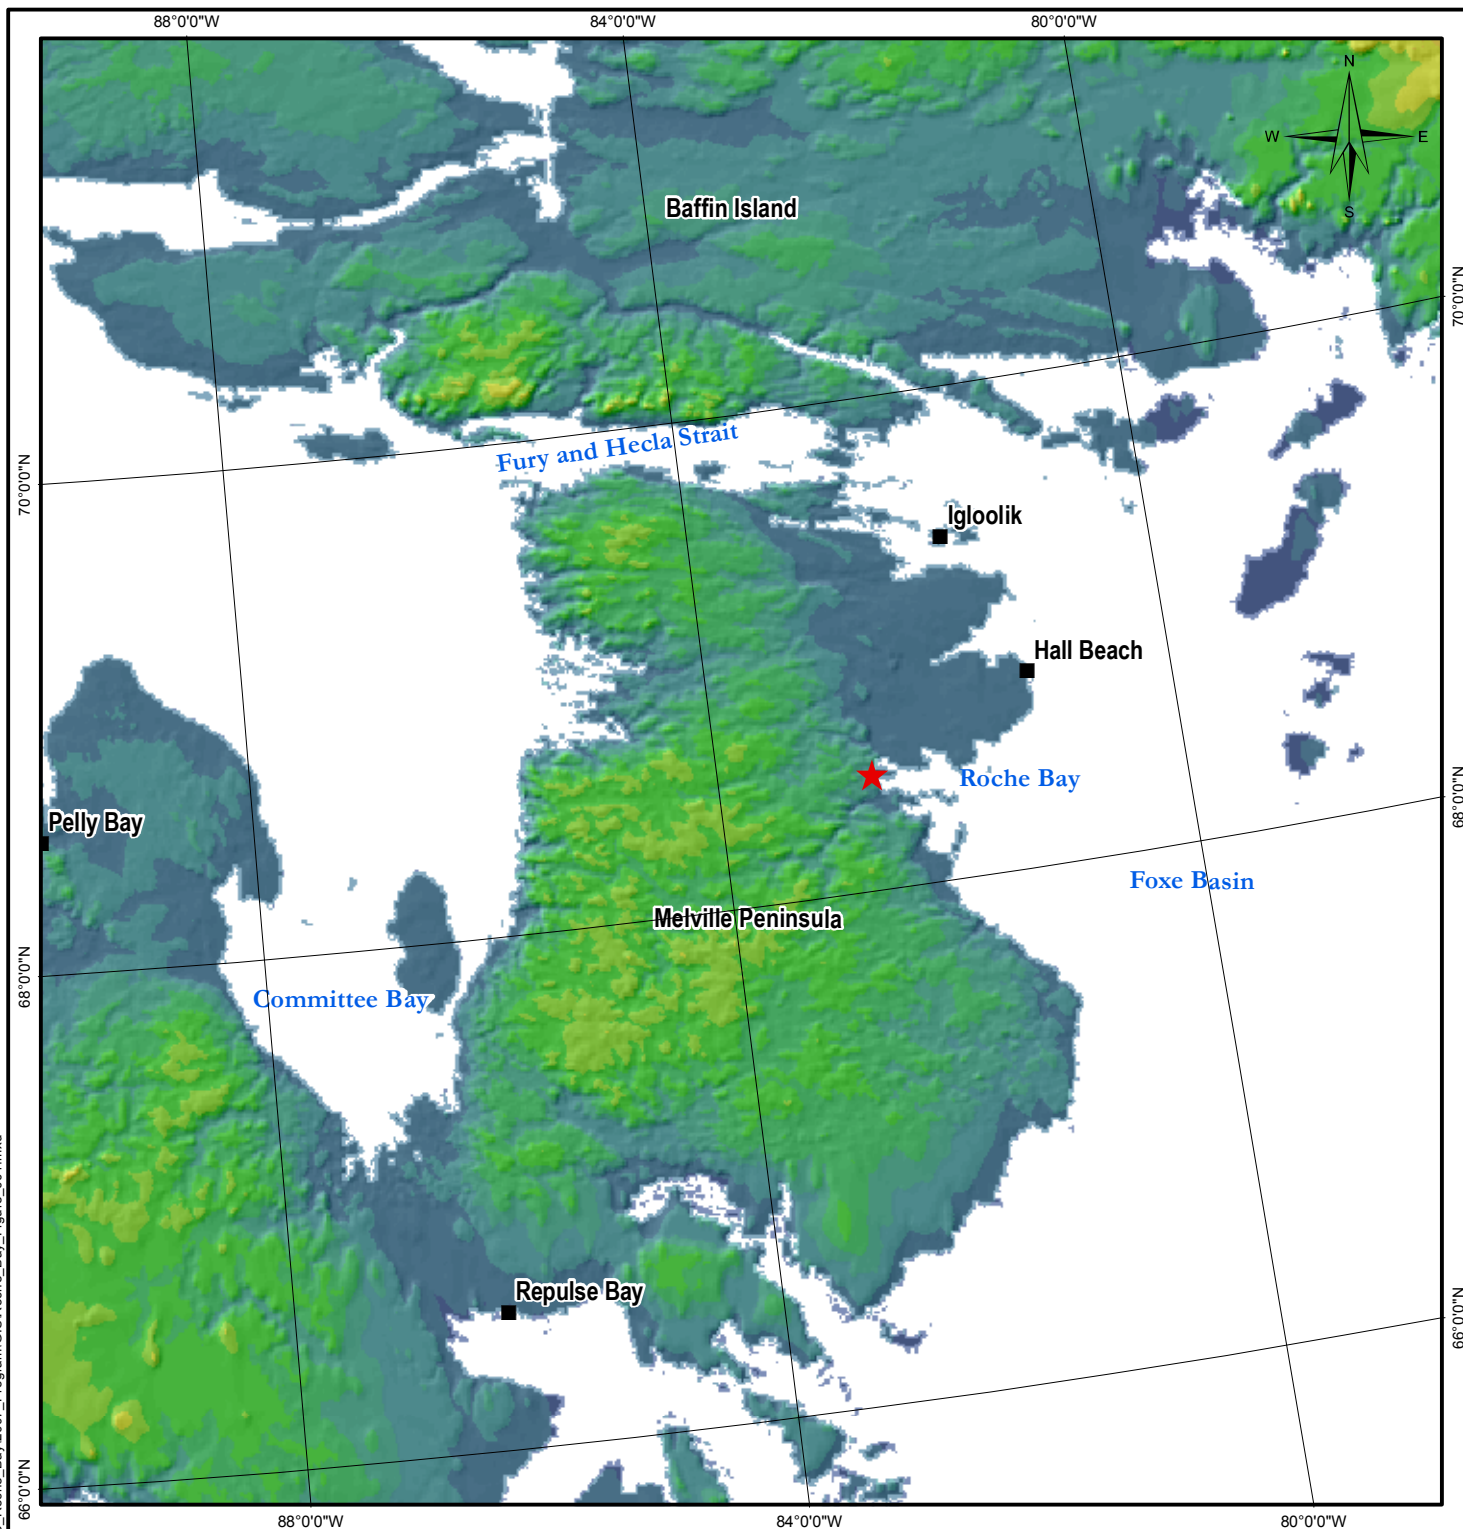 88°0'0"W
84°0'0"W
80°0'0"W
N
W
E
S
Baffin Island
70°0'0"N
Fury and Hecla Strait
70°0'0"N
Igloolik
Hall Beach
Roche Bay
68°0'0"N
Pelly Bay
Foxe Basin
Melville Peninsula
68°0'0"N
Committee Bay
Repulse Bay
66°0'0"N
66°0'0"N
88°0'0"W
84°0'0"W
80°0'0"W